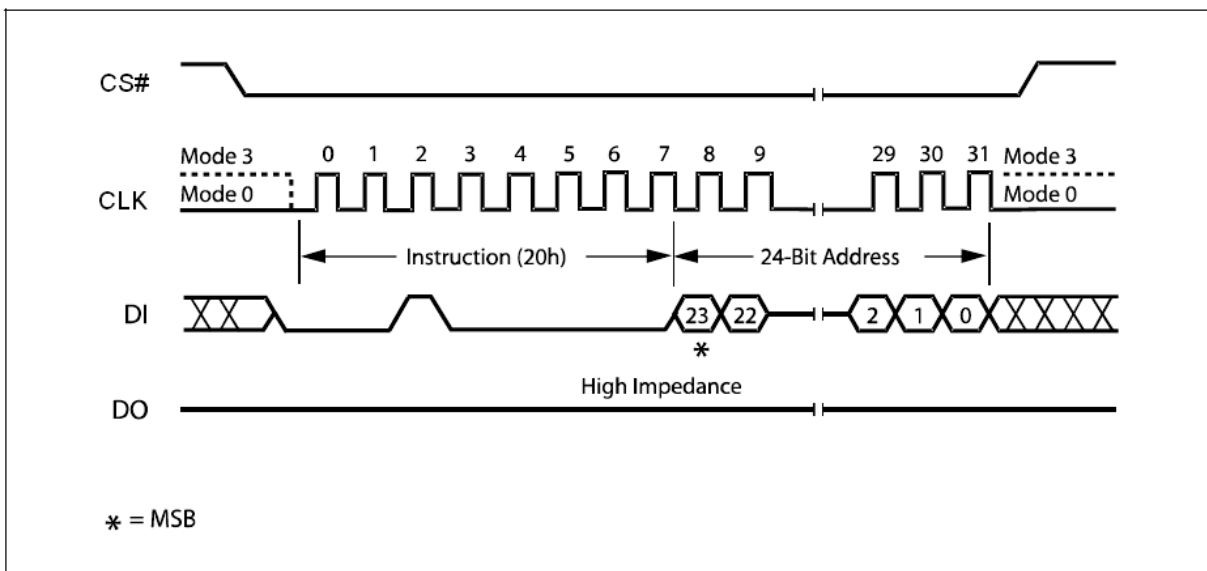 CS#
Mode 3 0 1 2 3 4 5 6 7 8 9 29 30 31 Mode 3
CLK Mode 0 Mode 0
Instruction (20h) 24-Bit Address
DI 23 22 2 1 0
*
High Impedance
DO
* = MSB